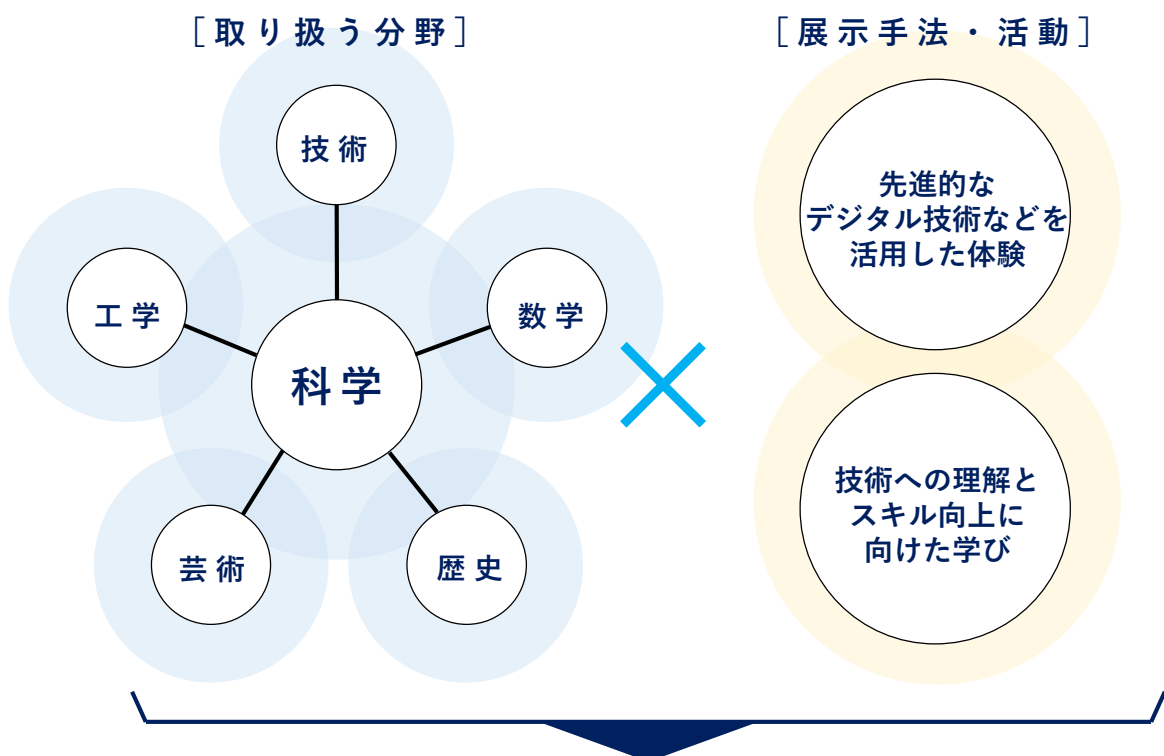 ［取り扱う分野］
技術
工学
数学
科学
芸術
歴史
［展示手法・活動］
先進的な
デジタル技術などを
活用した体験
技術への理解と
スキル向上に
向けた学び